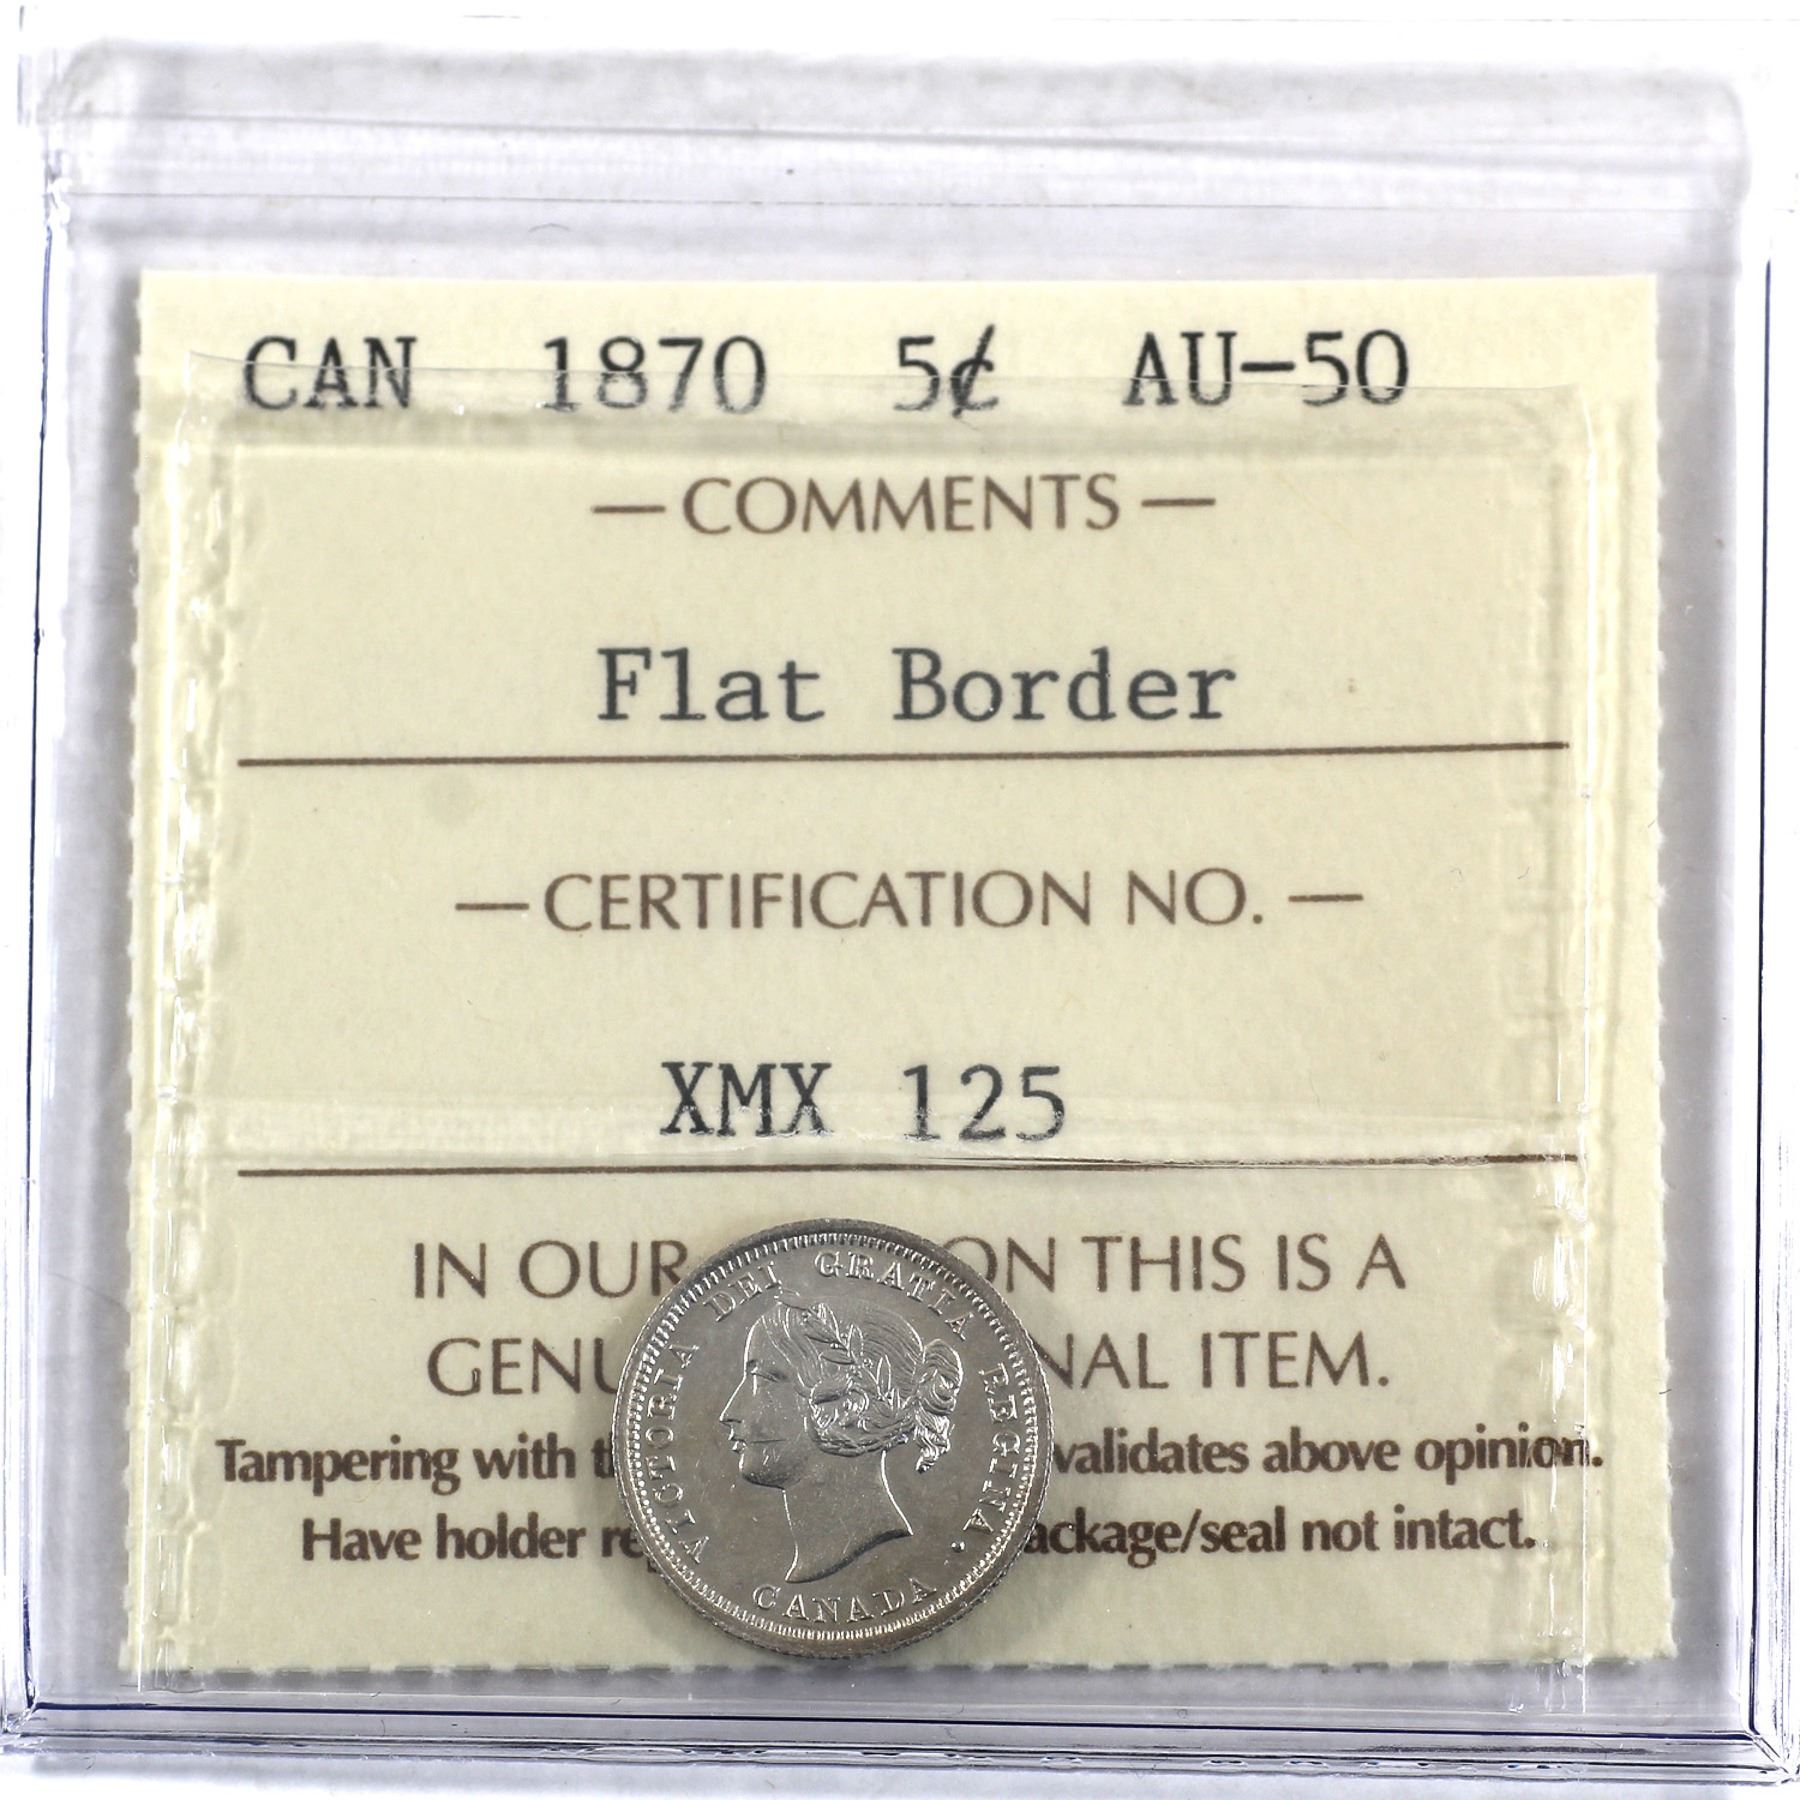 CAN 1870 5¢ AU-50
— COMMENTS —
Flat Border
— CERTIFICATION NO. —
XMX 125
IN OUR ON THIS IS A
GENU NAL ITEM.
Tampering with t validates above opinion.
Have holder re ackage/seal not intact.
VICTORIA DEI GRATIA REGINA.
CANADA